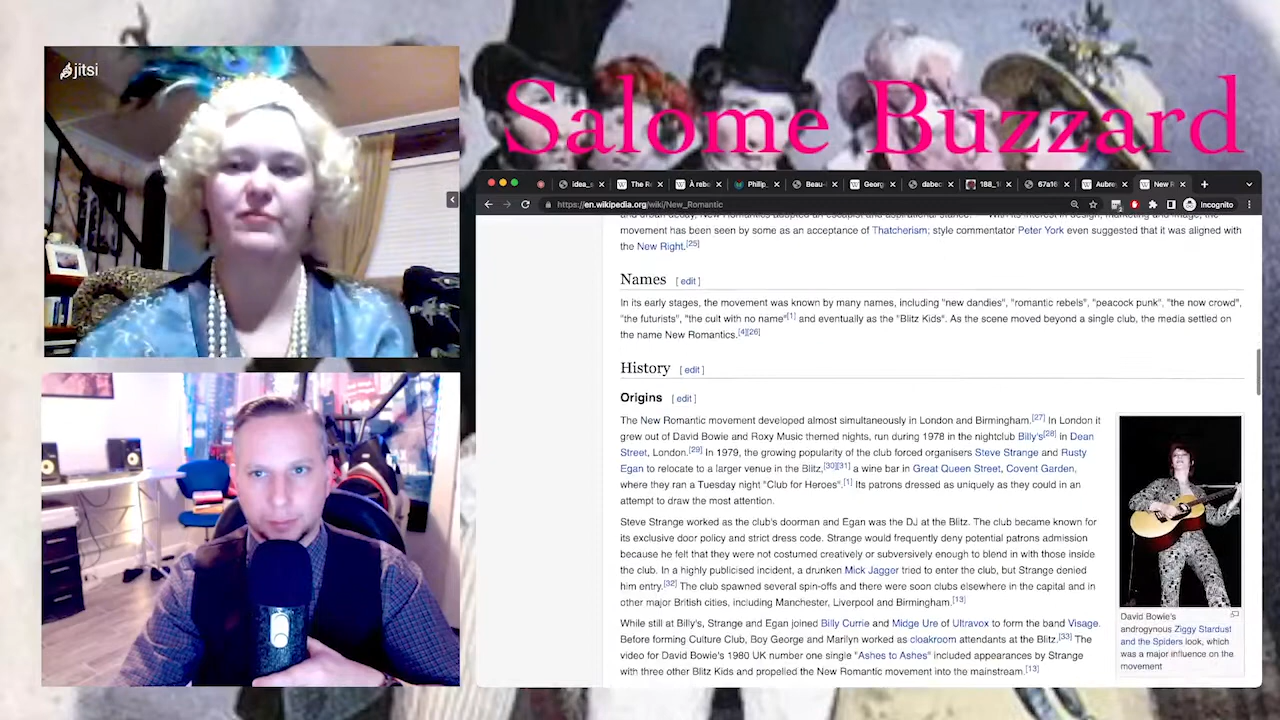 jitsi
Salome Buzzard
idea_s
The R
À reb
Philip_
Beau-
Georg
dabec
188_1
67a16
Aubre
New R
https://en.wikipedia.org/wiki/New_Romantic
Incognito
movement has been seen by some as an acceptance of Thatcherism; style commentator Peter York even suggested that it was aligned with
the New Right.[25]
Names [ edit ]
In its early stages, the movement was known by many names, including "new dandies", "romantic rebels", "peacock punk", "the now crowd",
"the futurists", "the cult with no name"[1] and eventually as the "Blitz Kids". As the scene moved beyond a single club, the media settled on
the name New Romantics.[4][26]
History [ edit ]
Origins [ edit ]
The New Romantic movement developed almost simultaneously in London and Birmingham.[27] In London it
grew out of David Bowie and Roxy Music themed nights, run during 1978 in the nightclub Billy's[28] in Dean
Street, London.[29] In 1979, the growing popularity of the club forced organisers Steve Strange and Rusty
Egan to relocate to a larger venue in the Blitz,[30][31] a wine bar in Great Queen Street, Covent Garden,
where they ran a Tuesday night "Club for Heroes".[1] Its patrons dressed as uniquely as they could in an
attempt to draw the most attention.
Steve Strange worked as the club's doorman and Egan was the DJ at the Blitz. The club became known for
its exclusive door policy and strict dress code. Strange would frequently deny potential patrons admission
because he felt that they were not costumed creatively or subversively enough to blend in with those inside
the club. In a highly publicised incident, a drunken Mick Jagger tried to enter the club, but Strange denied
him entry.[32] The club spawned several spin-offs and there were soon clubs elsewhere in the capital and in
other major British cities, including Manchester, Liverpool and Birmingham.[13]
While still at Billy's, Strange and Egan joined Billy Currie and Midge Ure of Ultravox to form the band Visage.
Before forming Culture Club, Boy George and Marilyn worked as cloakroom attendants at the Blitz.[33] The
video for David Bowie's 1980 UK number one single "Ashes to Ashes" included appearances by Strange
with three other Blitz Kids and propelled the New Romantic movement into the mainstream.[13]
David Bowie's
androgynous Ziggy Stardust
and the Spiders look, which
was a major influence on the
movement